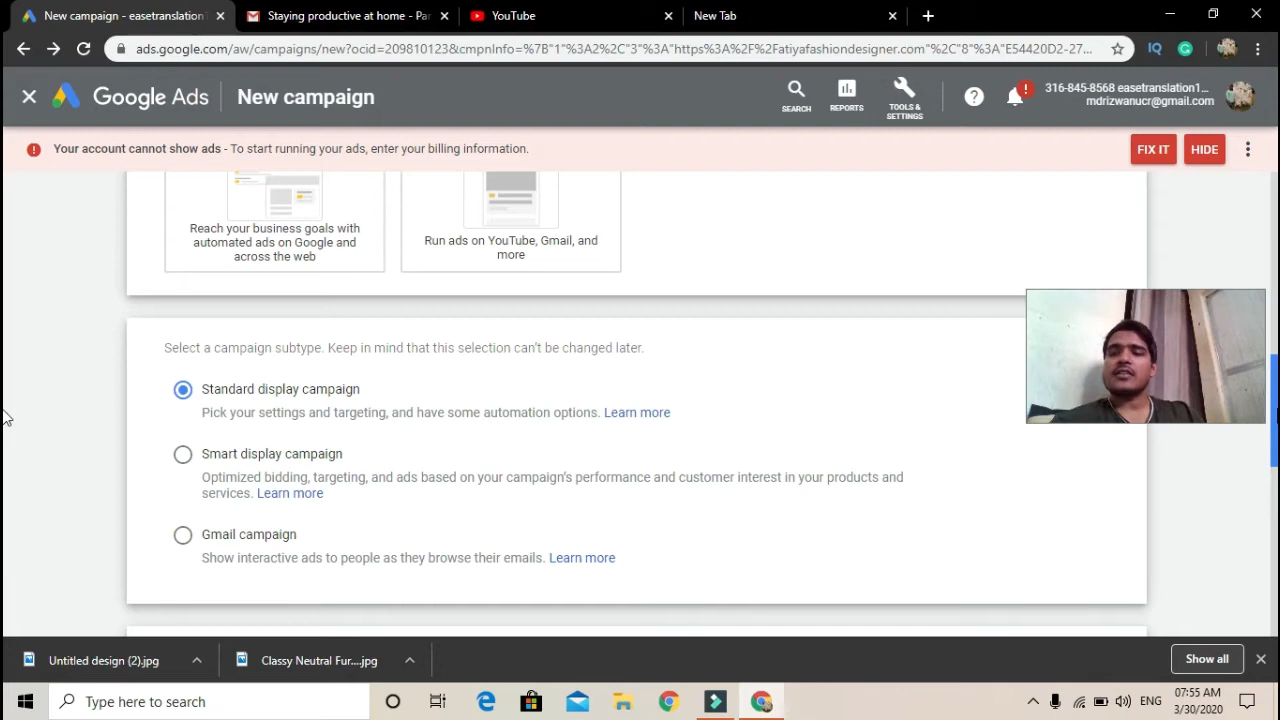 New campaign - easetranslation
Staying productive at home - Par
YouTube
New Tab
ads.google.com/aw/campaigns/new?ocid=209810123&cmpnInfo=%7B"1"%3A2%2C"3"%3A"https%3A%2F%2Fatiyafashiondesigner.com"%2C"8"%3A"E54420D2-27...
Google Ads
New campaign
SEARCH
REPORTS
TOOLS & SETTINGS
316-845-8568 easetranslation1...
mdrizwanucr@gmail.com
Your account cannot show ads - To start running your ads, enter your billing information.
FIX IT
HIDE
Reach your business goals with
automated ads on Google and
across the web
Run ads on YouTube, Gmail, and
more
Select a campaign subtype. Keep in mind that this selection can't be changed later.
Standard display campaign
Pick your settings and targeting, and have some automation options. Learn more
Smart display campaign
Optimized bidding, targeting, and ads based on your campaign's performance and customer interest in your products and
services. Learn more
Gmail campaign
Show interactive ads to people as they browse their emails. Learn more
Untitled design (2).jpg
Classy Neutral Fur....jpg
Show all
Type here to search
ENG
07:55 AM
3/30/2020